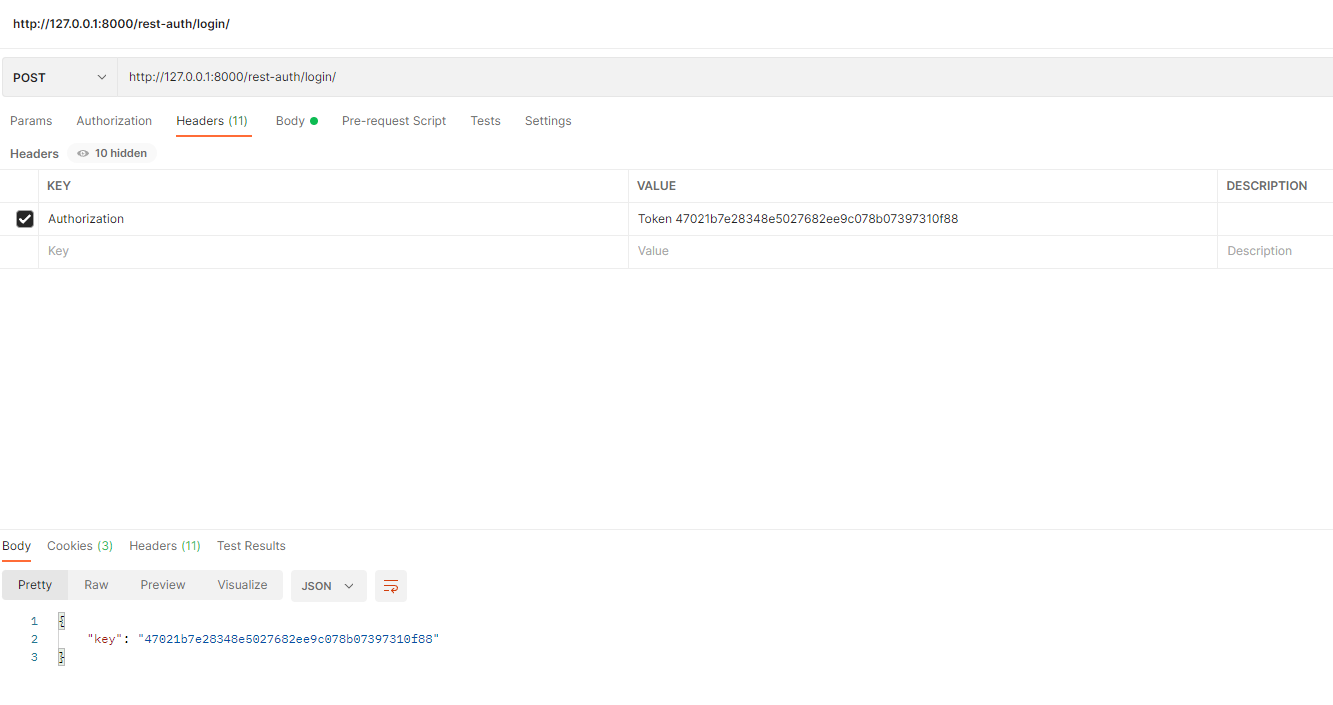 http://127.0.0.1:8000/rest-auth/login/
POST http://127.0.0.1:8000/rest-auth/login/
Params Authorization Headers (11) Body Pre-request Script Tests Settings
Headers 10 hidden
KEY VALUE DESCRIPTION
Authorization Token 47021b7e28348e5027682ee9c078b07397310f88
Key Value Description
Body Cookies (3) Headers (11) Test Results
Pretty Raw Preview Visualize JSON
1 {
2 "key": "47021b7e28348e5027682ee9c078b07397310f88"
3 }